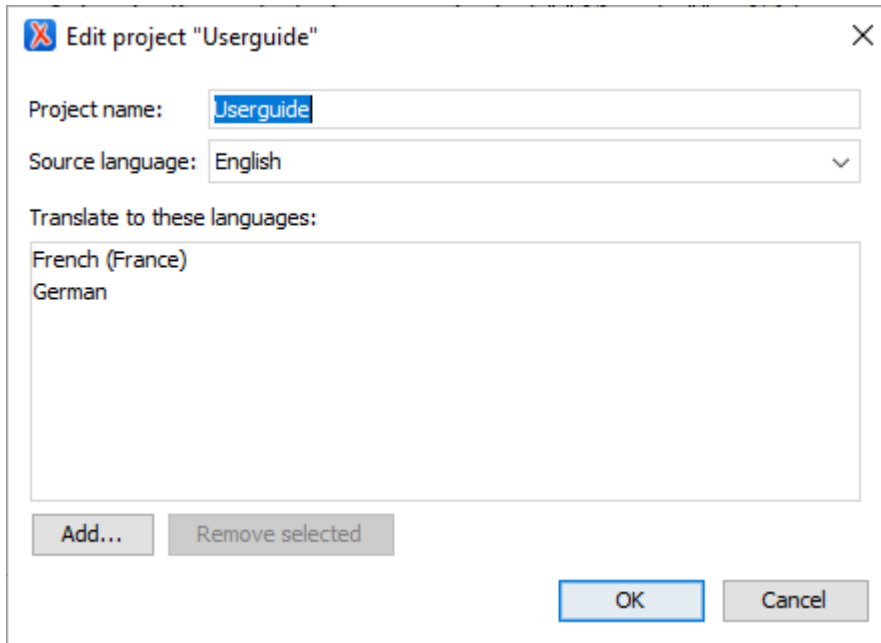 Edit project "Userguide"
Project name: Userguide
Source language: English
Translate to these languages:
French (France)
German
Add... Remove selected
OK Cancel